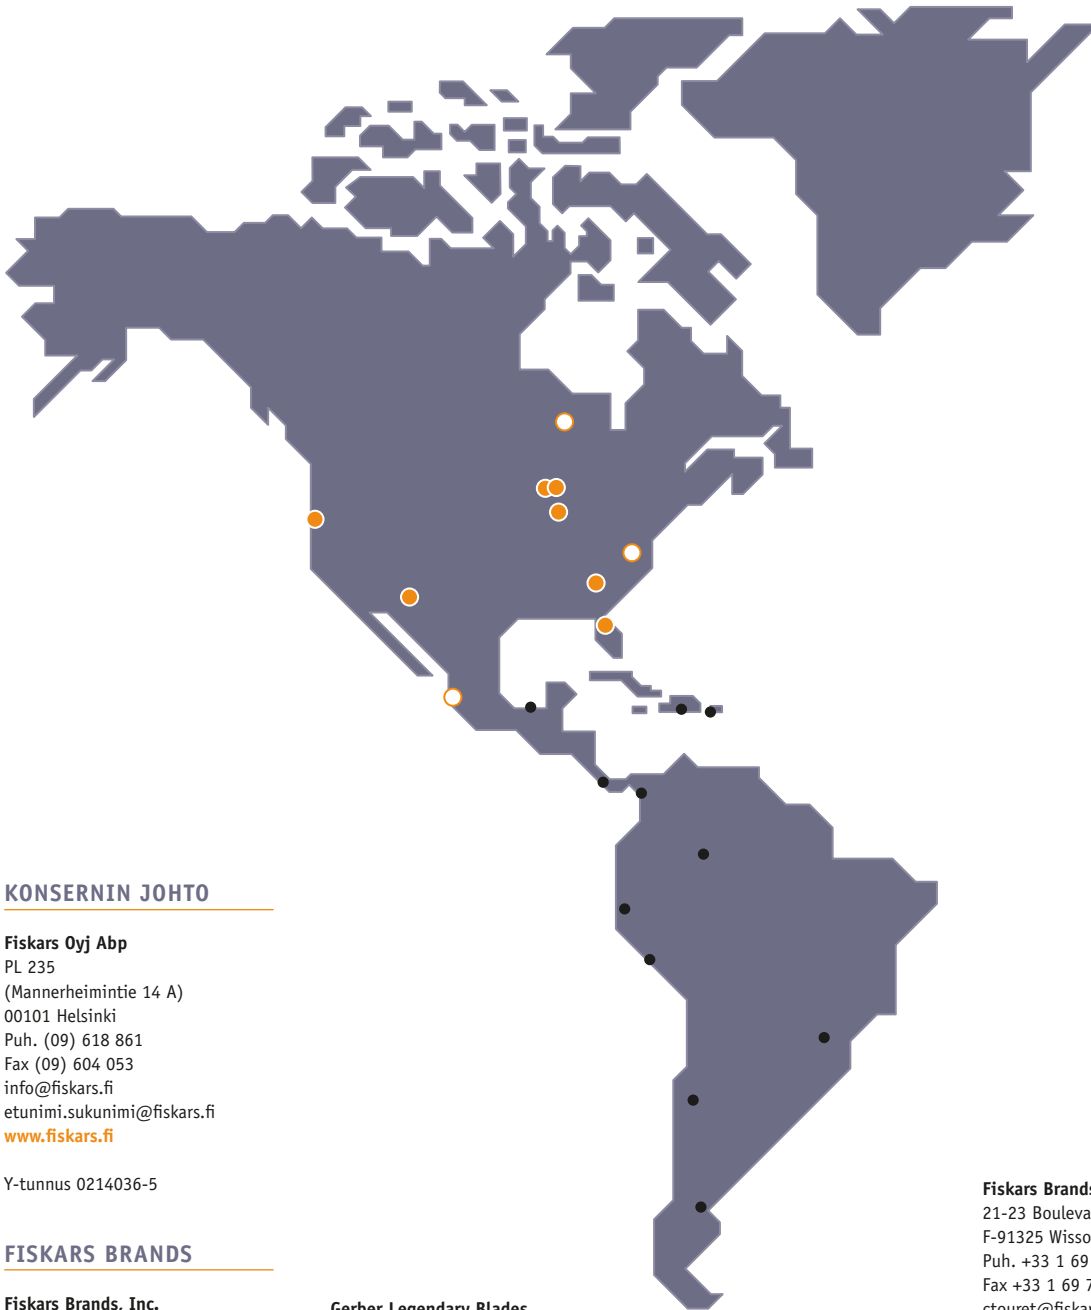 KONSERNIN JOHTO
Fiskars Oyj Abp
PL 235
(Mannerheimintie 14 A)
00101 Helsinki
Puh. (09) 618 861
Fax (09) 604 053
info@fiskars.fi
etunimi.sukunimi@fiskars.fi
www.fiskars.fi
Y-tunnus 0214036-5
FISKARS BRANDS
Fiskars Brands, Inc.
Gerber Legendary Blades
Fiskars Brands
21-23 Bouleva
F-91325 Wisso
Puh. +33 1 69
Fax +33 1 69 7
ctouret@fiskar